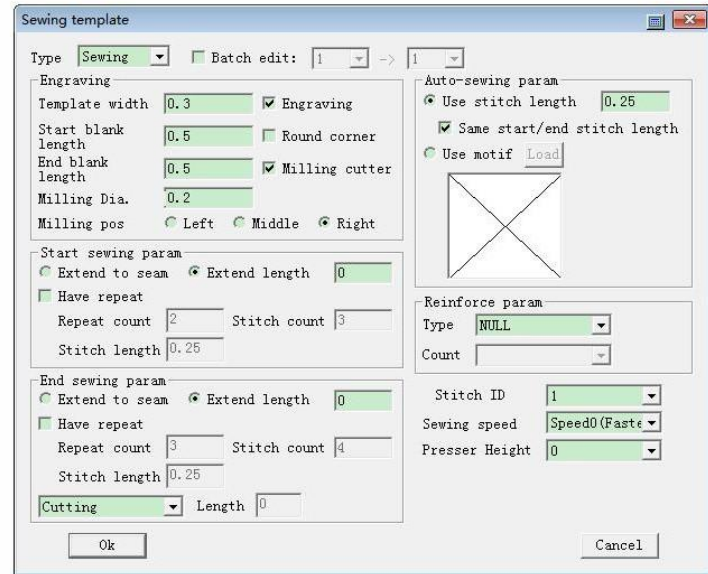 Sewing template
Type Sewing Batch edit: 1 -> 1
Engraving
Template width 0.3 Engraving
Start blank length 0.5 Round corner
End blank length 0.5 Milling cutter
Milling Dia. 0.2
Milling pos Left Middle Right
Start sewing param
Extend to seam Extend length 0
Have repeat
Repeat count 2 Stitch count 3
Stitch length 0.25
End sewing param
Extend to seam Extend length 0
Have repeat
Repeat count 3 Stitch count 4
Stitch length 0.25
Cutting Length 0
Auto-sewing param
Use stitch length 0.25
Same start/end stitch length
Use motif Load
Reinforce param
Type NULL
Count
Stitch ID 1
Sewing speed Speed0(Faste
Presser Height 0
Ok Cancel